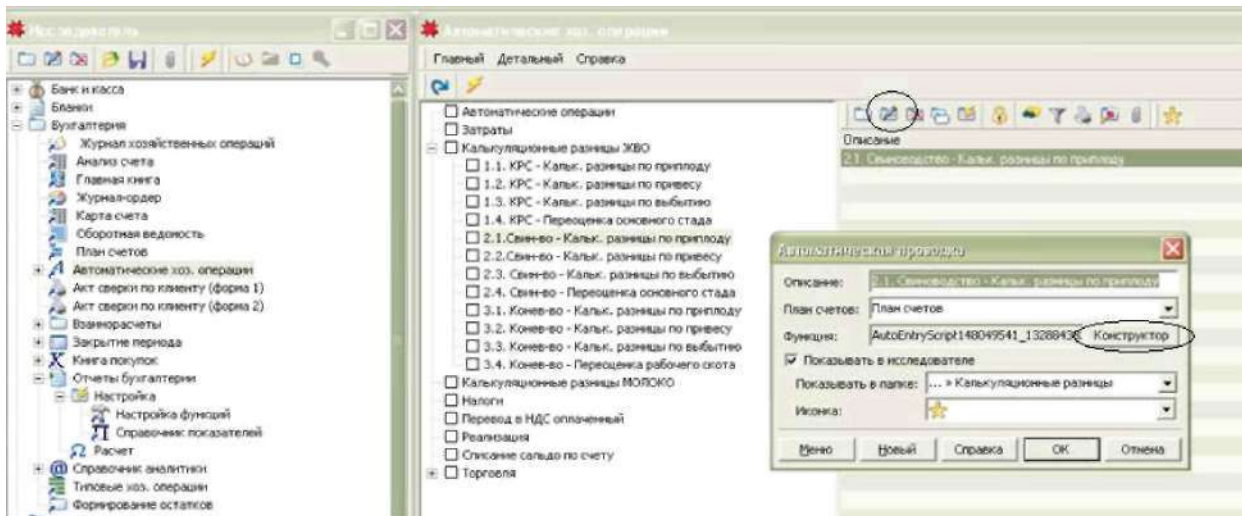 Исследователь
Банк и касса
Бланки
Бухгалтерия
Журнал хозяйственных операций
Анализ счета
Главная книга
Журнал-ордер
Карта счета
Оборотная ведомость
План счетов
Автоматические хоз. операции
Акт сверки по клиенту (форма 1)
Акт сверки по клиенту (форма 2)
Взаиморасчеты
Закрытие периода
Книга покупок
Отчеты бухгалтерии
Настройка
Настройка функций
Справочник показателей
Расчет
Справочник аналитики
Типовые хоз. операции
Формирование остатков
Автоматические хоз. операции
Главный Детальный Справка
Автоматические операции
Затраты
Калькуляционные разницы ЖВО
1.1. КРС - Кальк. разницы по приплоду
1.2. КРС - Кальк. разницы по привесу
1.3. КРС - Кальк. разницы по выбытию
1.4. КРС - Переоценка основного стада
2.1.Свин-во - Кальк. разницы по приплоду
2.2.Свин-во - Кальк. разницы по привесу
2.3. Свин-во - Кальк. разницы по выбытию
2.4. Свин-во - Переоценка основного стада
3.1. Конев-во - Кальк. разницы по приплоду
3.2. Конев-во - Кальк. разницы по привесу
3.3. Конев-во - Кальк. разницы по выбытию
3.4. Конев-во - Переоценка рабочего скота
Калькуляционные разницы МОЛОКО
Налоги
Перевод в НДС оплаченный
Реализация
Списание сальдо по счету
Торговля
Описание
2.1. Свиноводство - Кальк. разницы по приплоду
Автоматическая проводка
Описание: 2.1. Свиноводство - Кальк. разницы по приплоду
План счетов: План счетов
Функция: Конструктор
Показывать в исследователе
Показывать в папке: ... » Калькуляционные разницы
Иконка:
Меню Новый Справка ОК Отмена